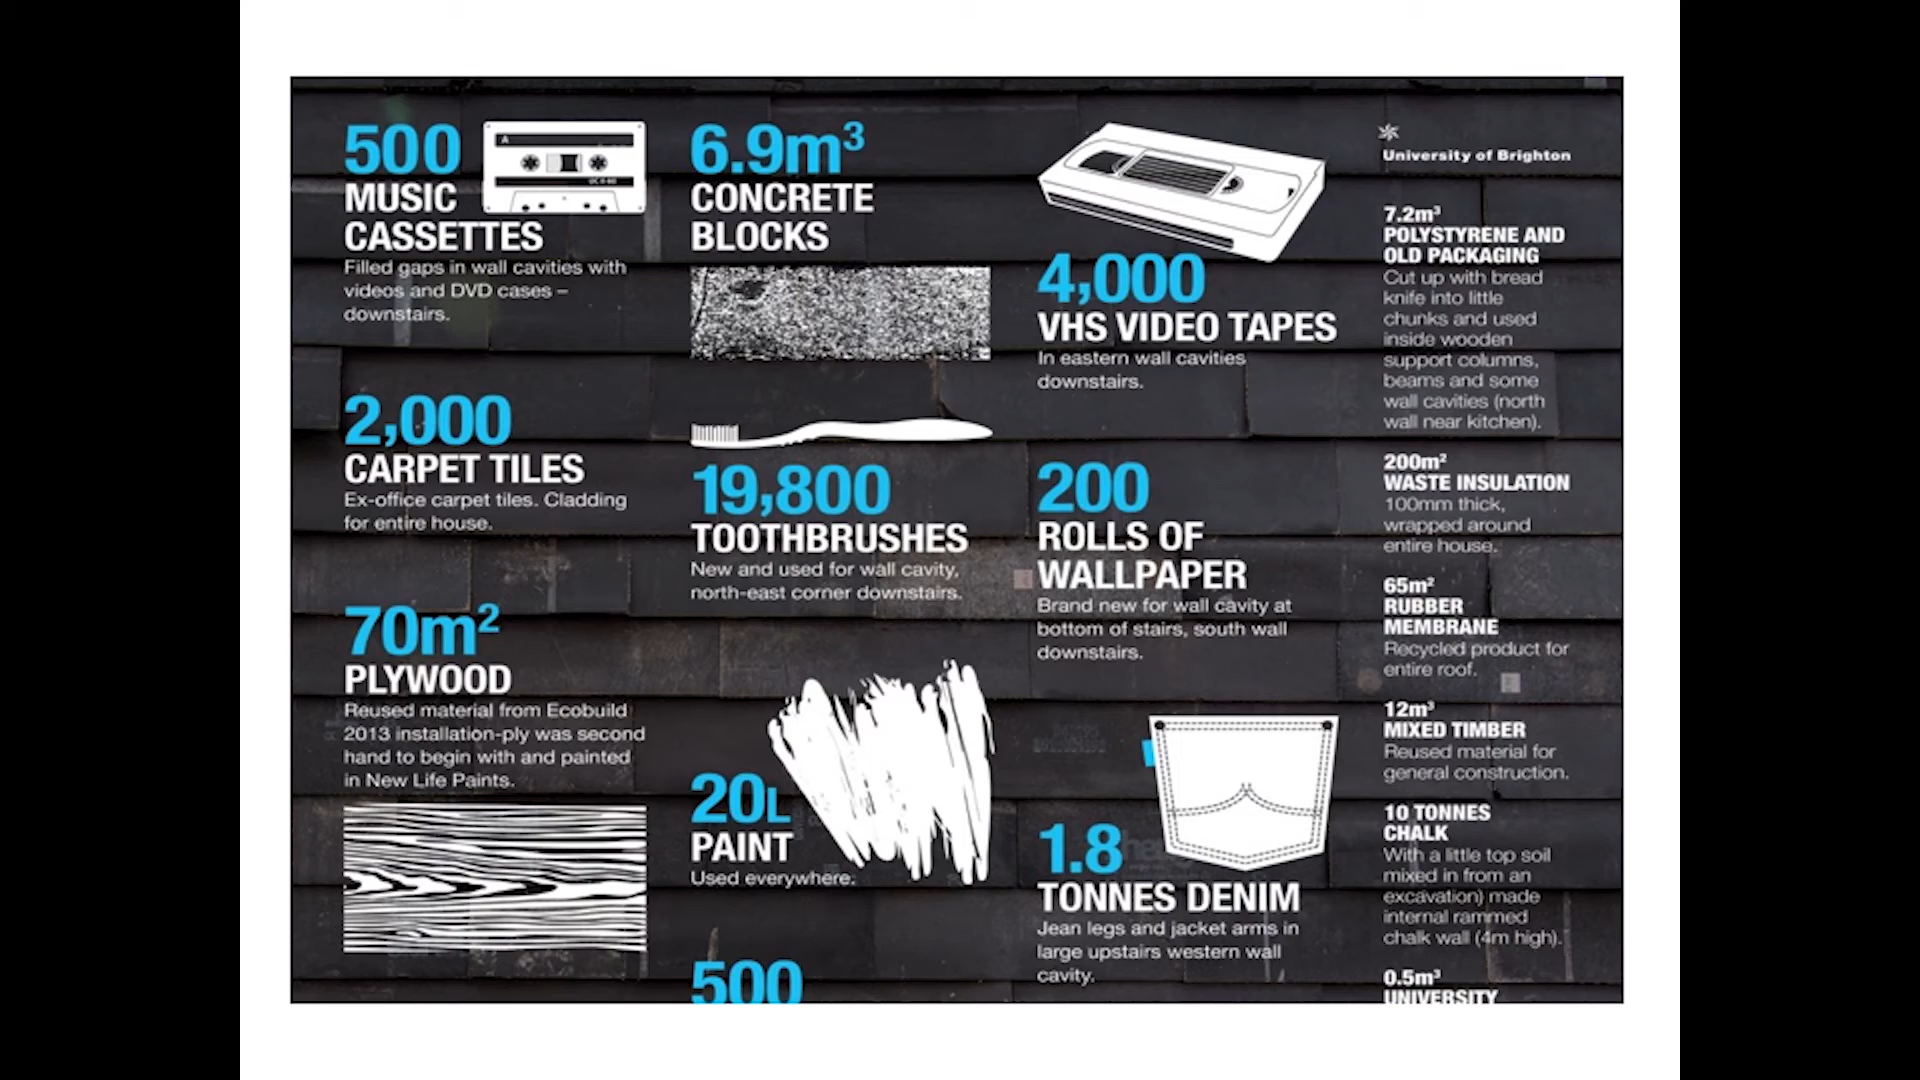 500
MUSIC
CASSETTES
Filled gaps in wall cavities with
videos and DVD cases –
downstairs.
2,000
CARPET TILES
Ex-office carpet tiles. Cladding
for entire house.
70m²
PLYWOOD
Reused material from Ecobuild
2013 installation-ply was second
hand to begin with and painted
in New Life Paints.
A
6.9m³
CONCRETE
BLOCKS
19,800
TOOTHBRUSHES
New and used for wall cavity,
north-east corner downstairs.
20L
PAINT
Used everywhere.
500
4,000
VHS VIDEO TAPES
In eastern wall cavities
downstairs.
200
ROLLS OF
WALLPAPER
Brand new for wall cavity at
bottom of stairs, south wall
downstairs.
1.8
TONNES DENIM
Jean legs and jacket arms in
large upstairs western wall
cavity.
University of Brighton
7.2m³
POLYSTYRENE AND
OLD PACKAGING
Cut up with bread
knife into little
chunks and used
inside wooden
support columns,
beams and some
wall cavities (north
wall near kitchen).
200m²
WASTE INSULATION
100mm thick,
wrapped around
entire house.
65m²
RUBBER
MEMBRANE
Recycled product for
entire roof.
12m³
MIXED TIMBER
Reused material for
general construction.
10 TONNES
CHALK
With a little top soil
mixed in from an
excavation) made
internal rammed
chalk wall (4m high).
0.5m³
UNIVERSITY